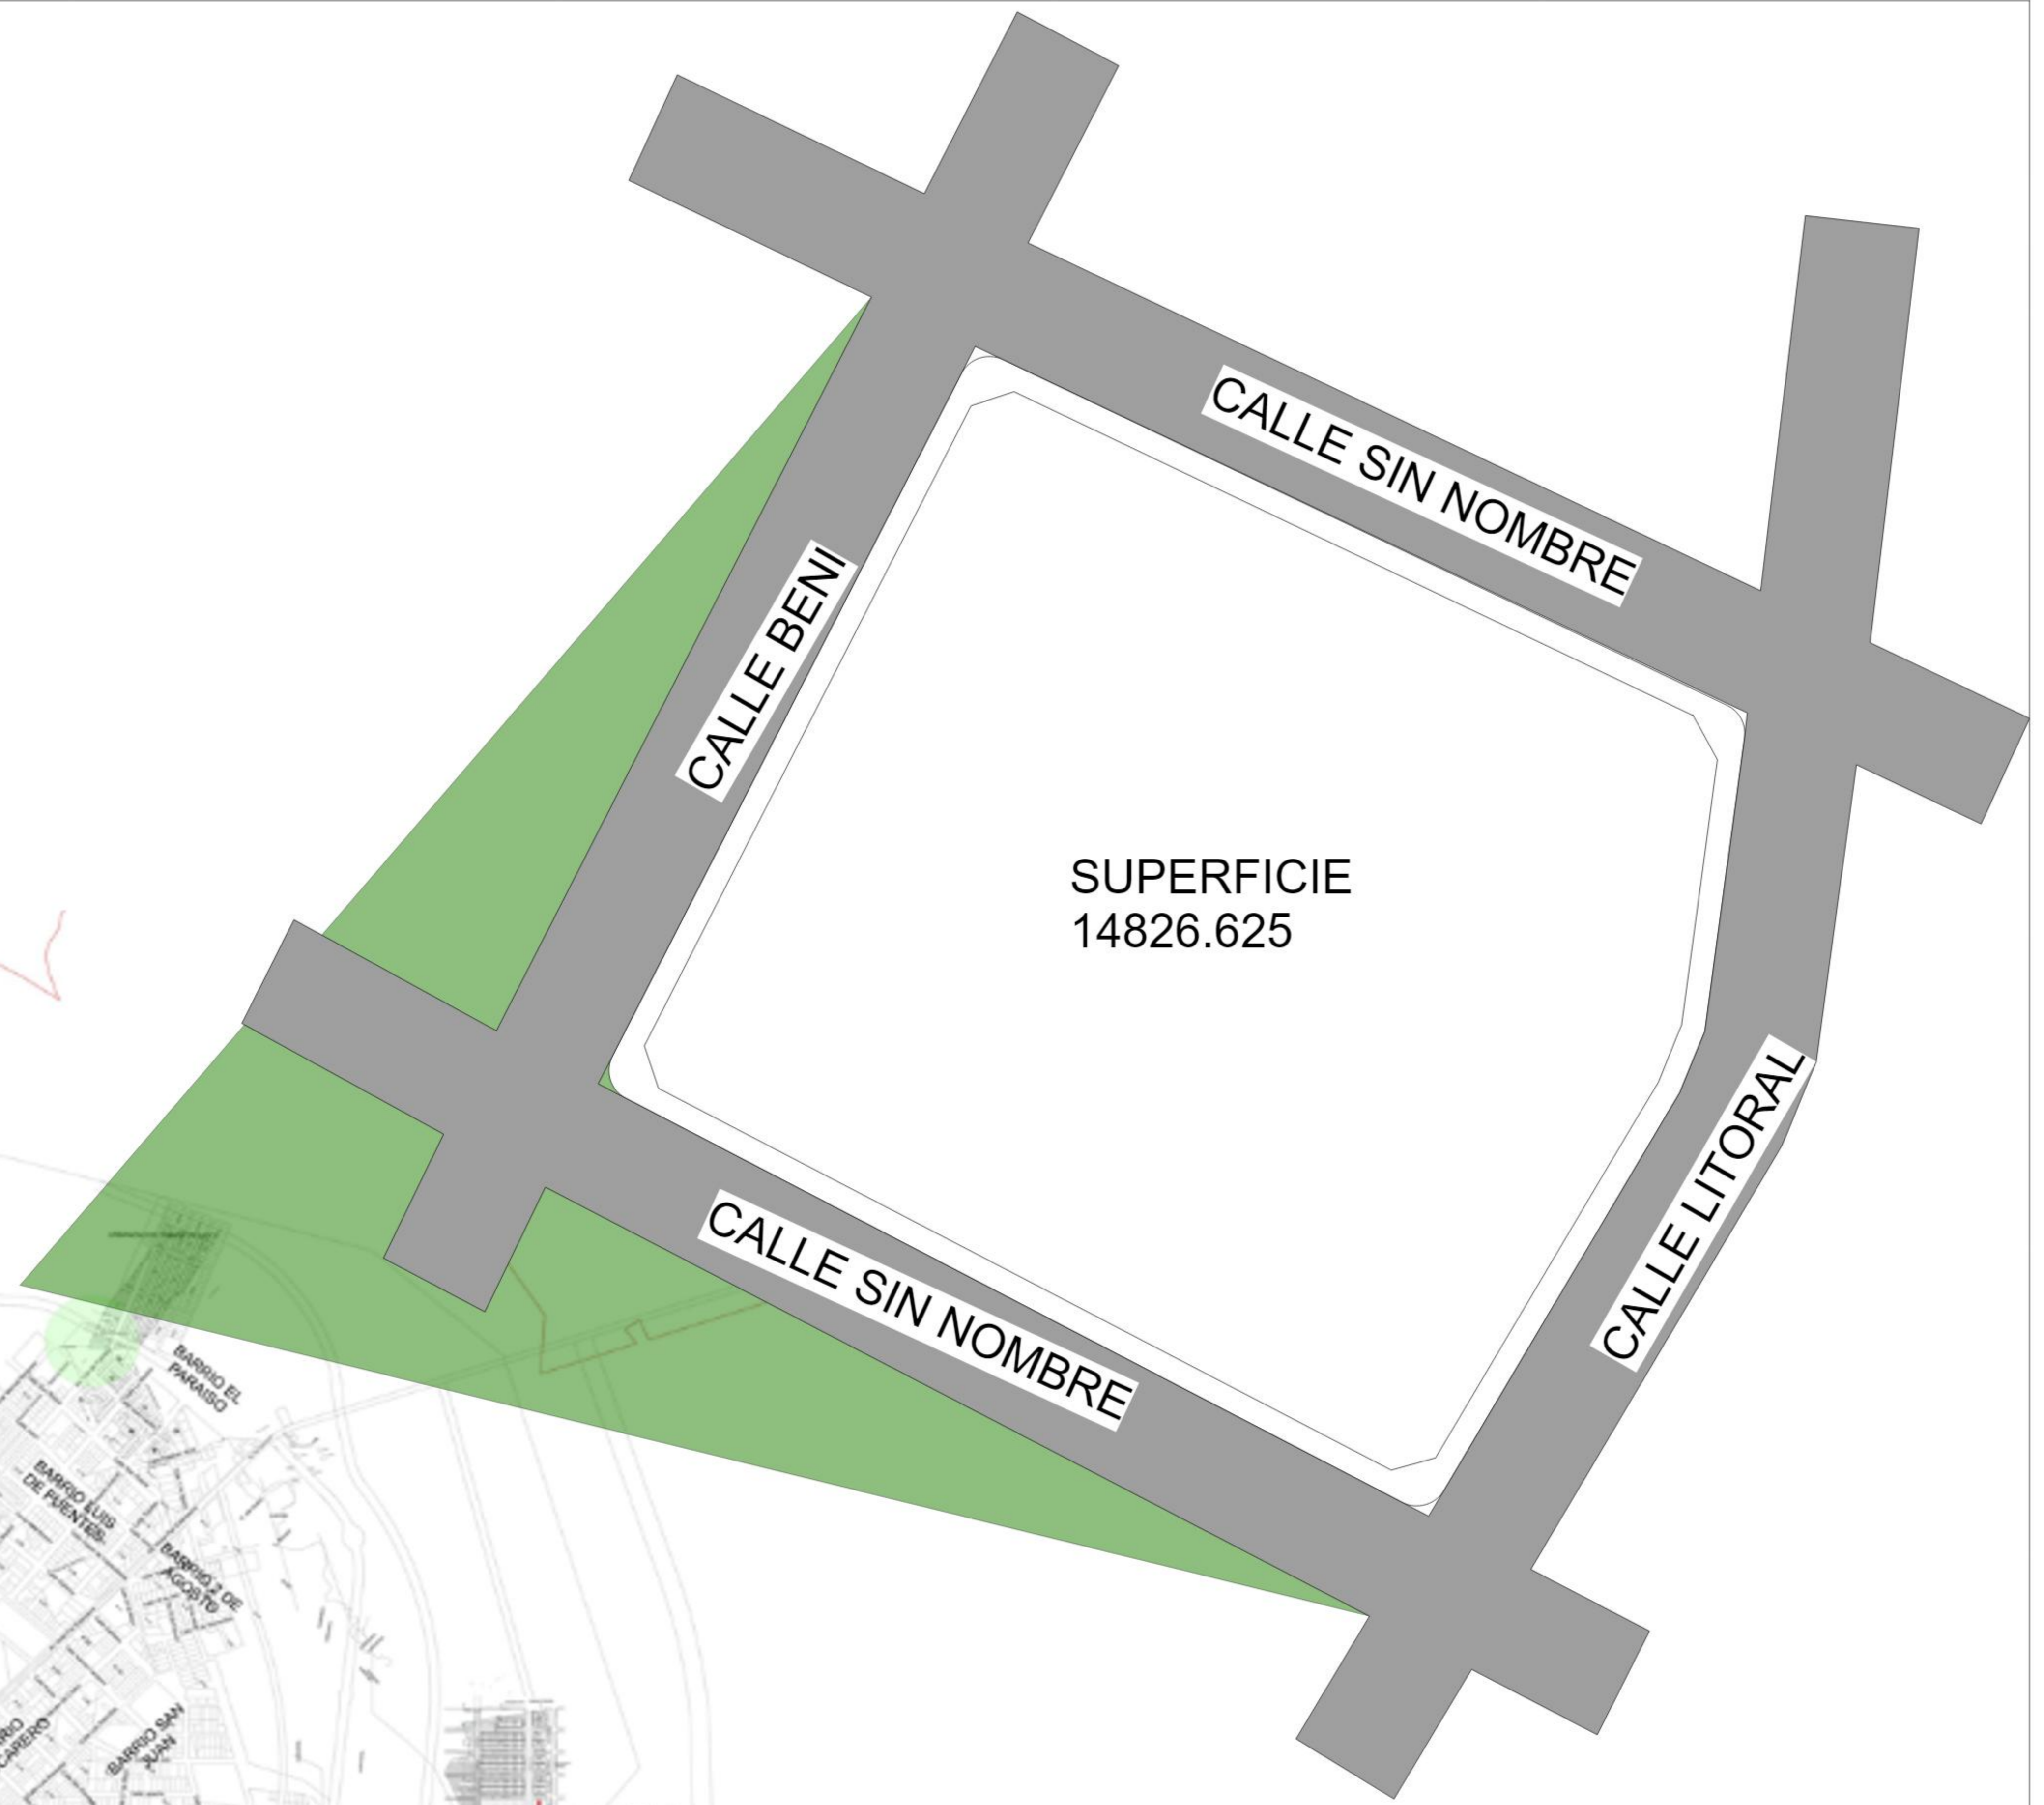 CALLE SIN NOMBRE
CALLE BENI
SUPERFICIE
14826.625
CALLE LITORAL
CALLE SIN NOMBRE
BARRIO EL
PARAISO
BARRIO LUIS
DE FUENTES
BARRIO 2 DE
AGOSTO
BARRIO SAN
JUAN